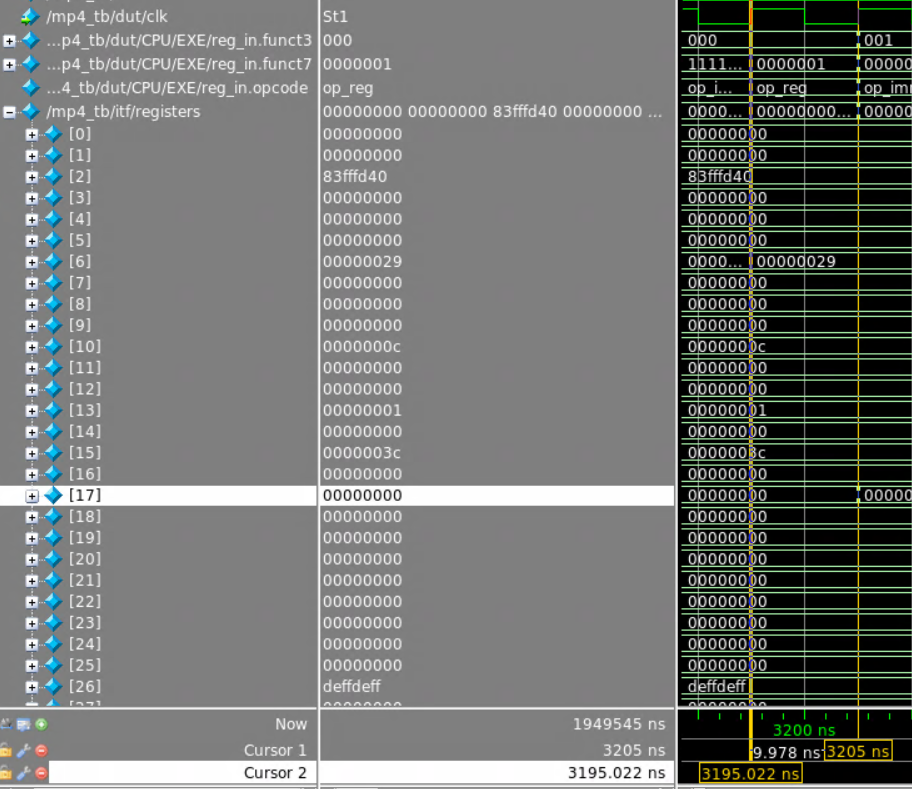 /mp4_tb/dut/clk St1
...p4_tb/dut/CPU/EXE/reg_in.funct3 000 000 001
...p4_tb/dut/CPU/EXE/reg_in.funct7 0000001 1111... 0000001 00000
...4_tb/dut/CPU/EXE/reg_in.opcode op_reg op_i... op_reg op_imr
/mp4_tb/itf/registers 00000000 00000000 83fffd40 00000000 ... 0000... 00000000... 00000
[0] 00000000 00000000
[1] 00000000 00000000
[2] 83fffd40 83fffd40
[3] 00000000 00000000
[4] 00000000 00000000
[5] 00000000 00000000
[6] 00000029 0000... 00000029
[7] 00000000 00000000
[8] 00000000 00000000
[9] 00000000 00000000
[10] 0000000c 0000000c
[11] 00000000 00000000
[12] 00000000 00000000
[13] 00000001 00000001
[14] 00000000 00000000
[15] 0000003c 0000003c
[16] 00000000 00000000
[17] 00000000 00000000 00000
[18] 00000000 00000000
[19] 00000000 00000000
[20] 00000000 00000000
[21] 00000000 00000000
[22] 00000000 00000000
[23] 00000000 00000000
[24] 00000000 00000000
[25] 00000000 00000000
[26] deffdeff deffdeff
Now 1949545 ns 3200 ns
Cursor 1 3205 ns 9.978 ns 3205 ns
Cursor 2 3195.022 ns 3195.022 ns